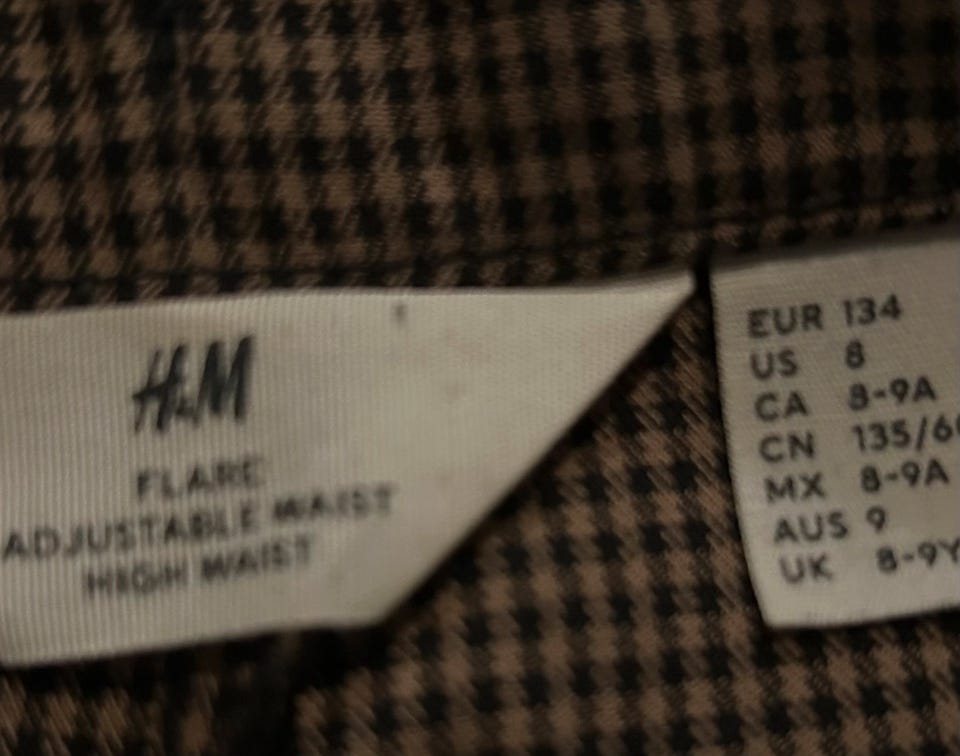 H&M
FLARE
ADJUSTABLE WAIST
HIGH WAIST
EUR 134
US 8
CA 8-9A
CN 135/6
MX 8-9A
AUS 9
UK 8-9Y